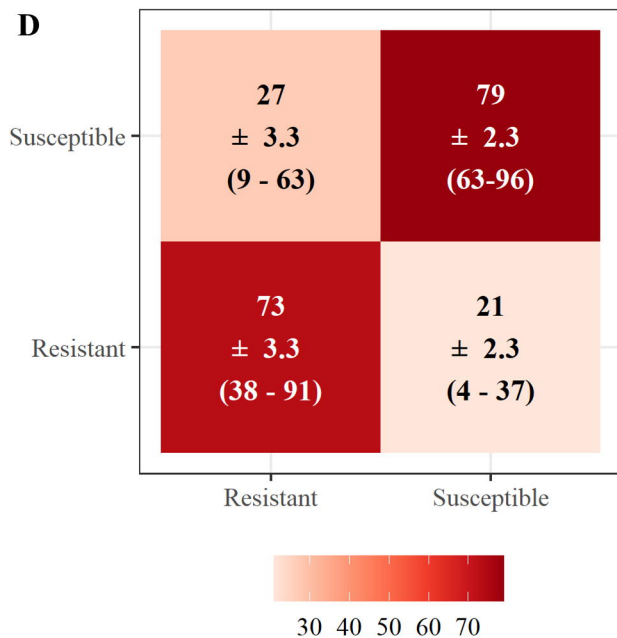 D
Susceptible
27
± 3.3
(9 - 63)
79
± 2.3
(63-96)
Resistant
73
± 3.3
(38 - 91)
21
± 2.3
(4 - 37)
Resistant
Susceptible
30 40 50 60 70